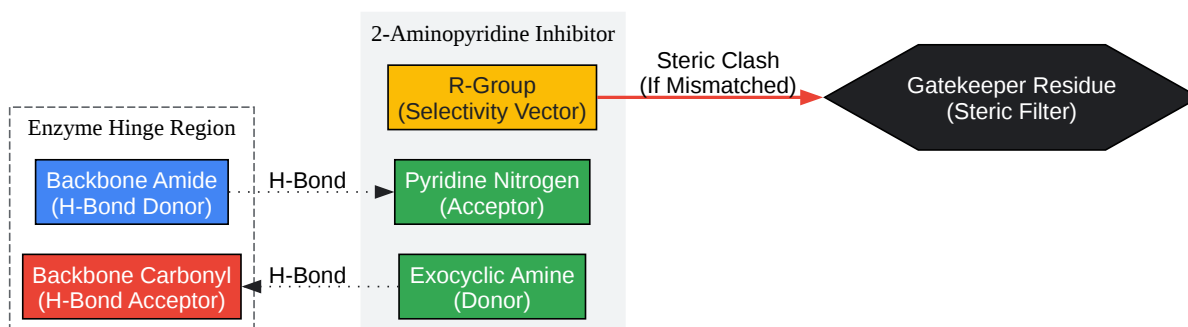 2-Aminopyridine Inhibitor
R-Group
(Selectivity Vector)
Steric Clash
(If Mismatched)
Gatekeeper Residue
(Steric Filter)
Enzyme Hinge Region
Backbone Amide
(H-Bond Donor)
H-Bond
Pyridine Nitrogen
(Acceptor)
Backbone Carbonyl
(H-Bond Acceptor)
H-Bond
Exocyclic Amine
(Donor)